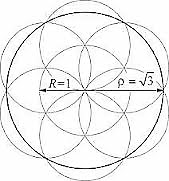 R=1 ρ = √3